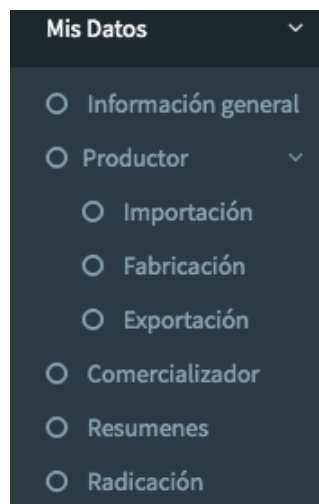 Mis Datos
Información general
Productor
Importación
Fabricación
Exportación
Comercializador
Resumenes
Radicación